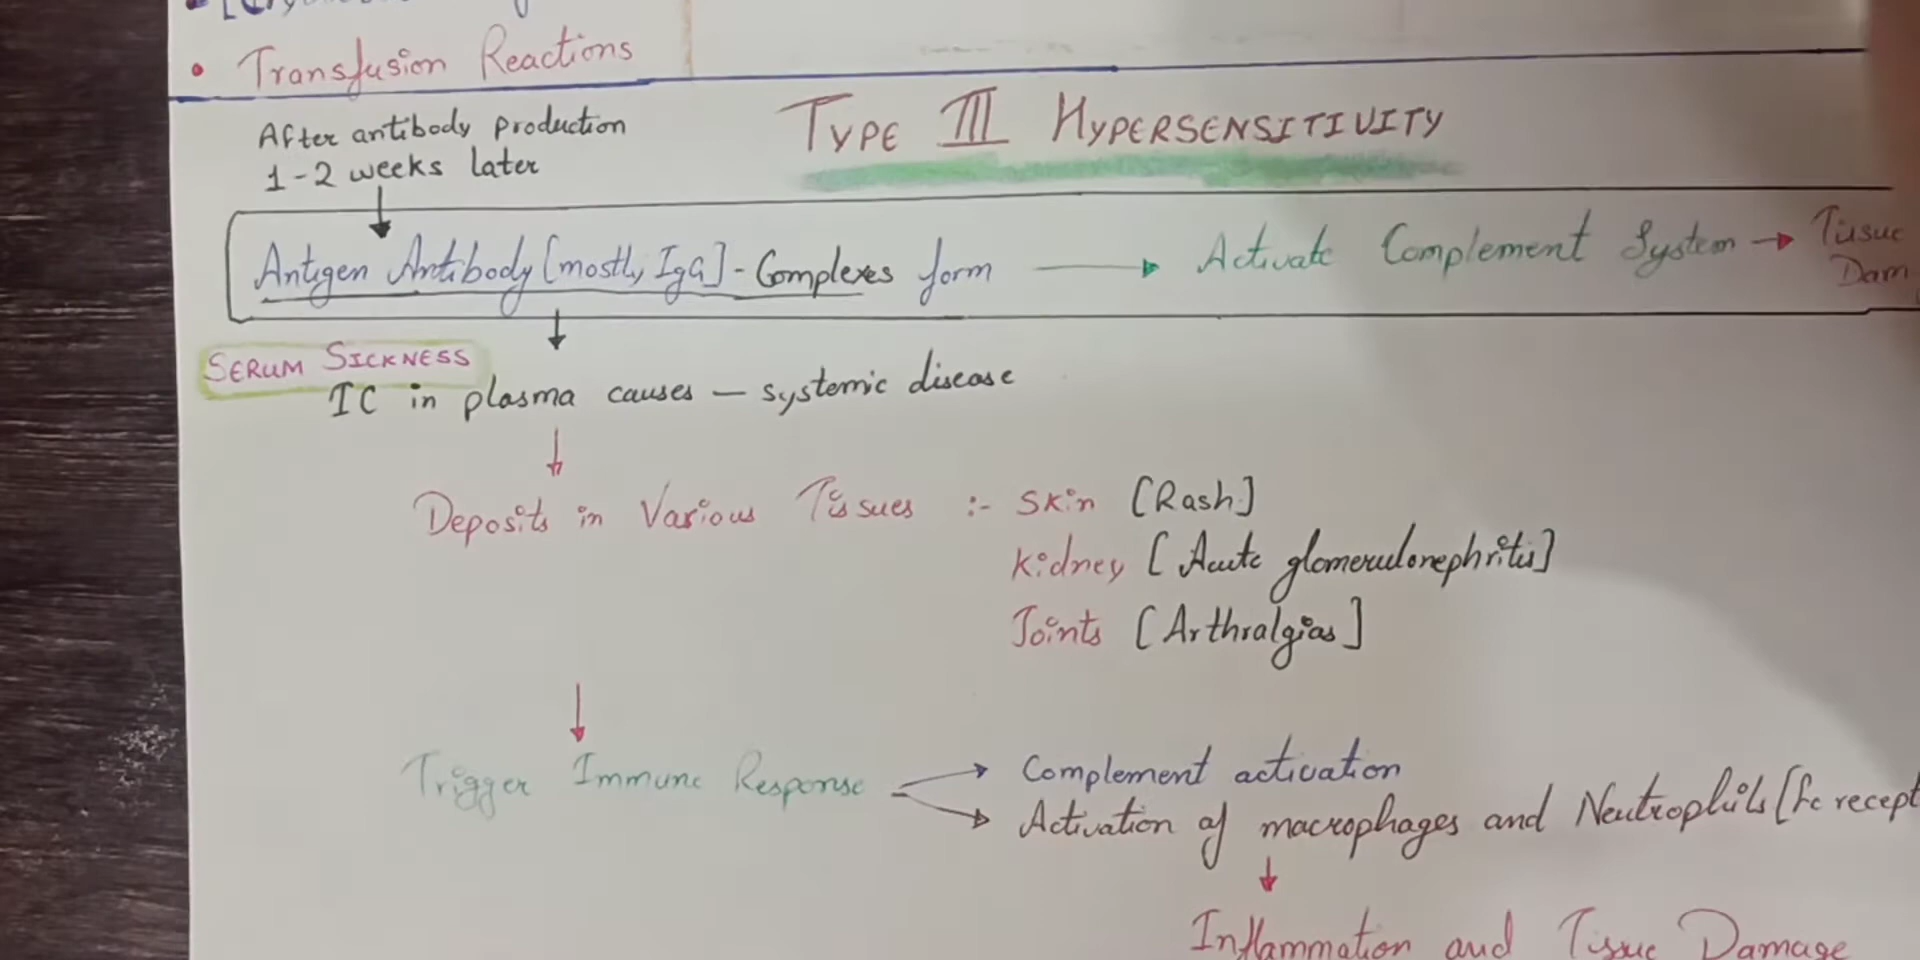 • Transfusion Reactions
After antibody production
1-2 weeks later
TYPE III HYPERSENSITIVITY
Antigen Antibody [mostly IgG] - Complexes form → Activate Complement System → Tissue
Dam
SERUM SICKNESS
IC in plasma causes — systemic disease
Deposits in Various Tissues :- Skin [Rash]
Kidney [Acute glomerulonephritis]
Joints [Arthralgias]
Trigger Immune Response
Complement activation
Activation of macrophages and Neutrophils [Fc recept
Inflammation and Tissue Damage